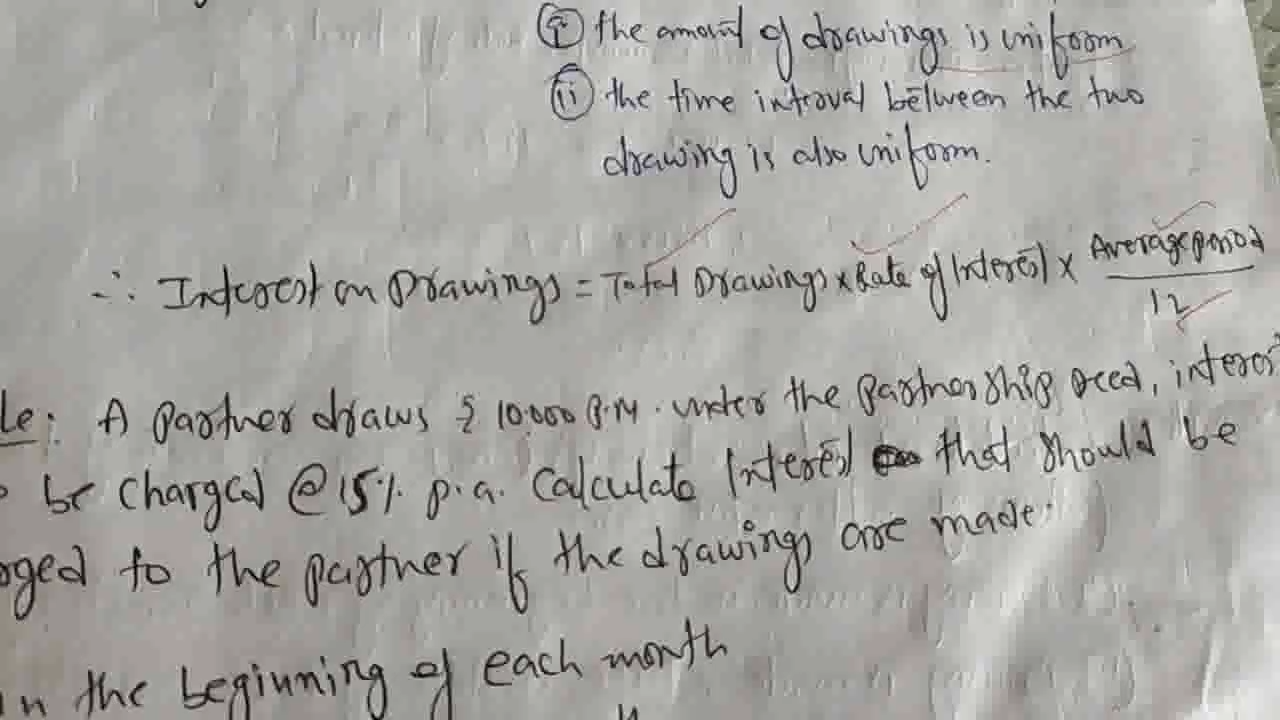 (i) the amount of drawings is uniform
(ii) the time intraval between the two
drawing is also uniform.
∴ Interest on Drawings = Total Drawings × Rate of Interest × Average period / 12
le: A partner draws ₹ 10,000 P.M. under the partnership deed, interest
be charged @ 15% p.a. Calculate Interest that should be
rged to the partner if the drawings are made:
In the beginning of each month